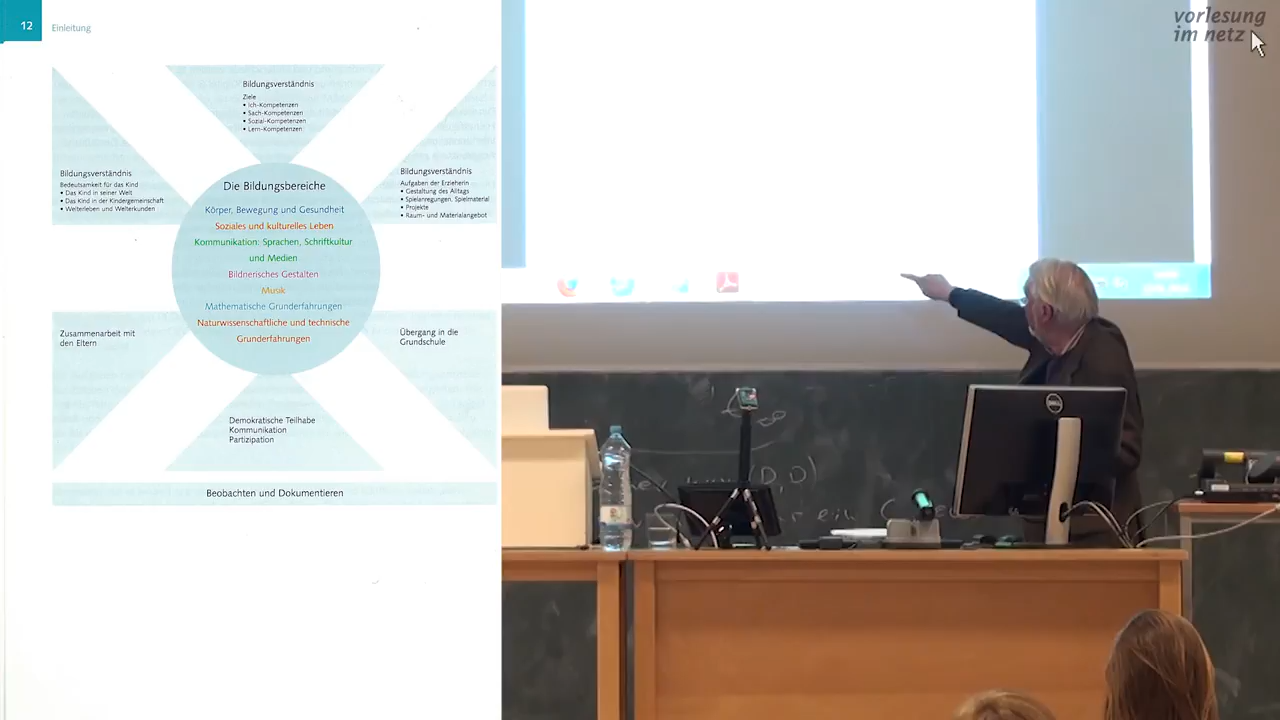 12
Einleitung
Bildungsverständnis
Ziele
• Ich-Kompetenzen
• Sach-Kompetenzen
• Sozial-Kompetenzen
• Lern-Kompetenzen
Bildungsverständnis
Bedeutsamkeit für das Kind
• Das Kind in seiner Welt
• Das Kind in der Kindergemeinschaft
• Welterleben und Welterkunden
Bildungsverständnis
Aufgaben der Erzieherin
• Gestaltung des Alltags
• Spielanregungen, Spielmaterial
• Projekte
• Raum- und Materialangebot
Die Bildungsbereiche
Körper, Bewegung und Gesundheit
Soziales und kulturelles Leben
Kommunikation: Sprachen, Schriftkultur
und Medien
Bildnerisches Gestalten
Musik
Mathematische Grunderfahrungen
Naturwissenschaftliche und technische
Grunderfahrungen
Zusammenarbeit mit
den Eltern
Übergang in die
Grundschule
Demokratische Teilhabe
Kommunikation
Partizipation
Beobachten und Dokumentieren
vorlesung
im netz
DELL
(D, D)
ein